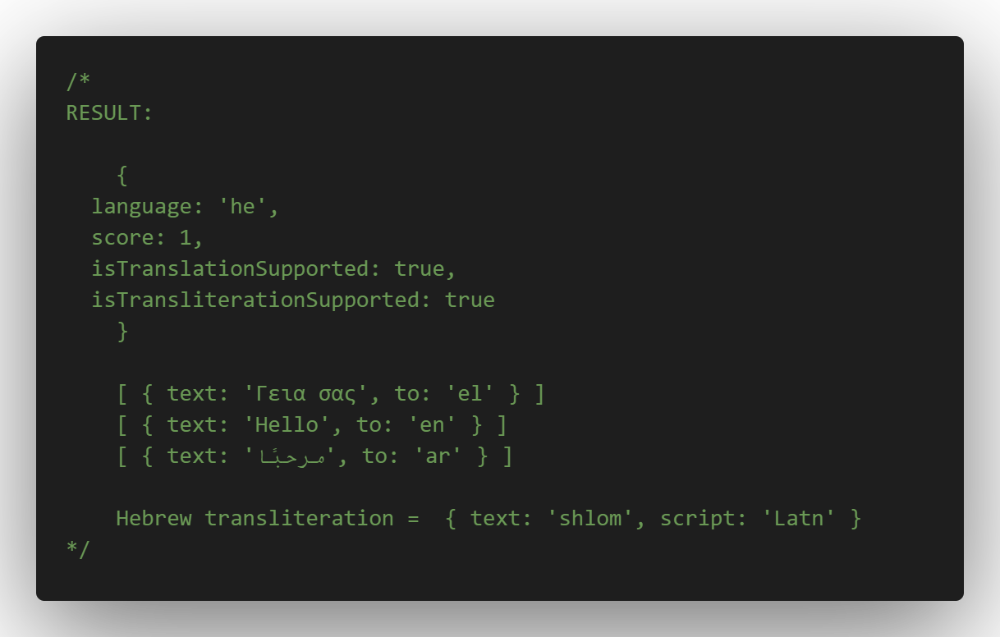 /*
RESULT:
{
language: 'he',
score: 1,
isTranslationSupported: true,
isTransliterationSupported: true
}
[ { text: 'Γεια σας', to: 'el' } ]
[ { text: 'Hello', to: 'en' } ]
[ { text: 'مرحبًا', to: 'ar' } ]
Hebrew transliteration =  { text: 'shlom', script: 'Latn' }
*/